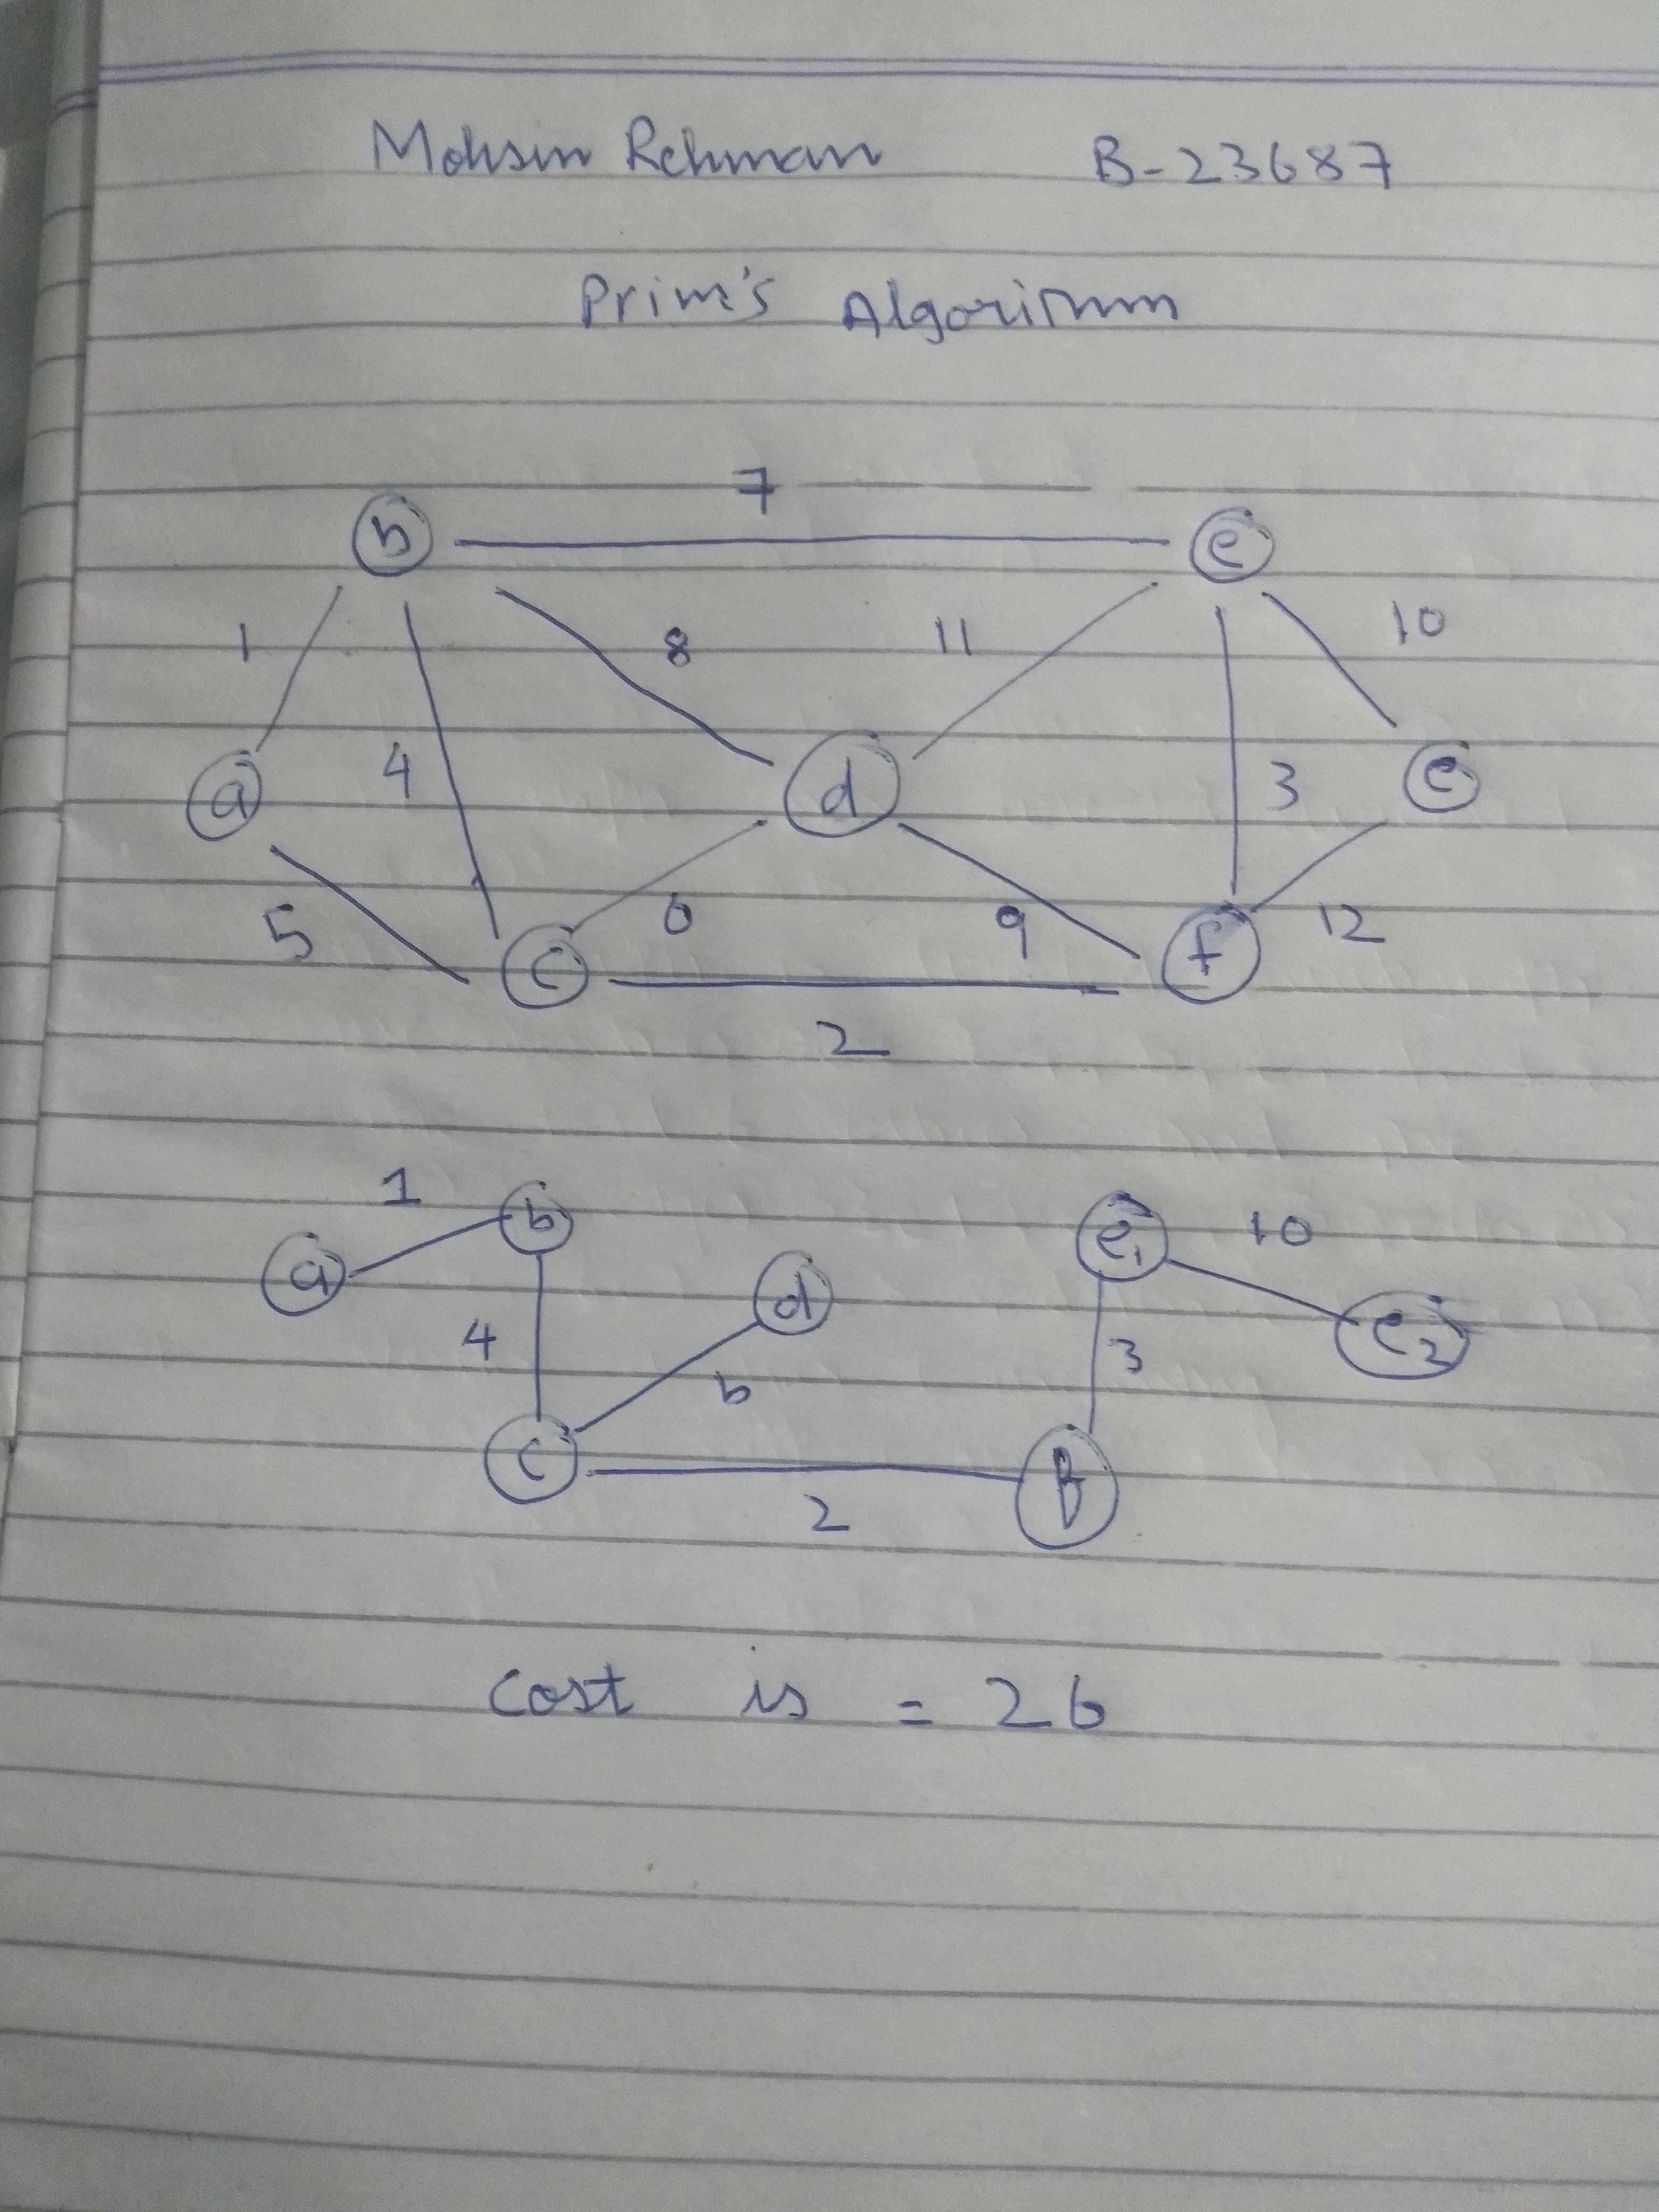 Mohsin Rehman B-23687
Prim's Algorithm
7
b e
1 8 11 10
a 4 d 3 e
5 6 9 12
c f
2
1 b e1 10
a d e2
4 6 3
c f
2
Cost is = 26